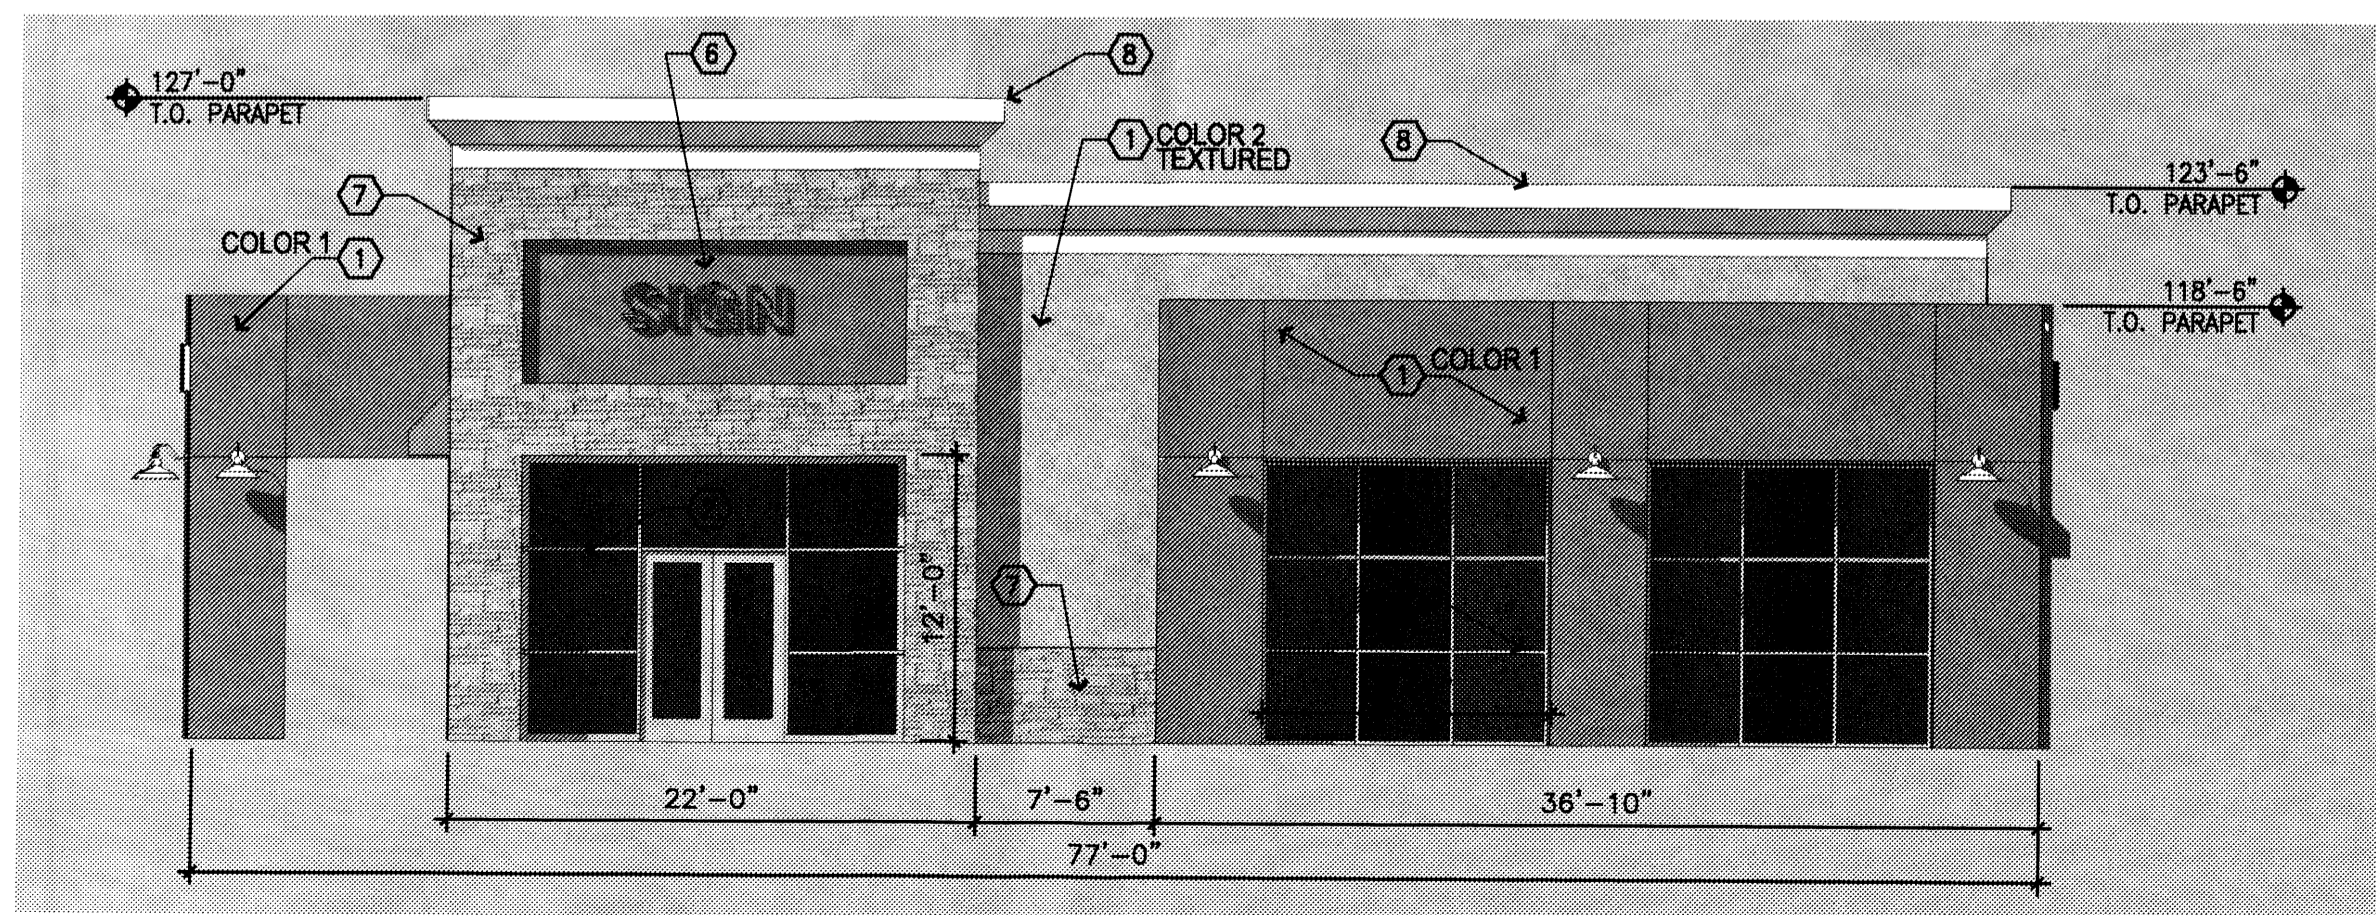 6
8
127'-0"
T.O. PARAPET
1 COLOR 2
TEXTURED
8
123'-6"
T.O. PARAPET
7
COLOR 1
1
118'-6"
T.O. PARAPET
SIGN
1 COLOR 1
2
12'-0"
7
22'-0"
7'-6"
36'-10"
77'-0"